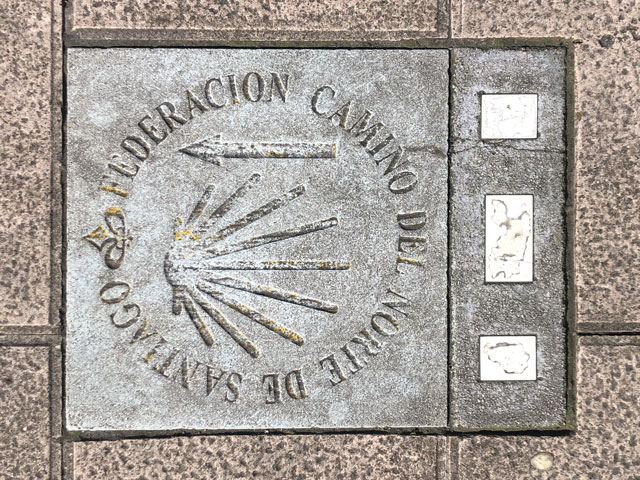 FEDERACION CAMINO DEL NORTE DE SANTIAGO